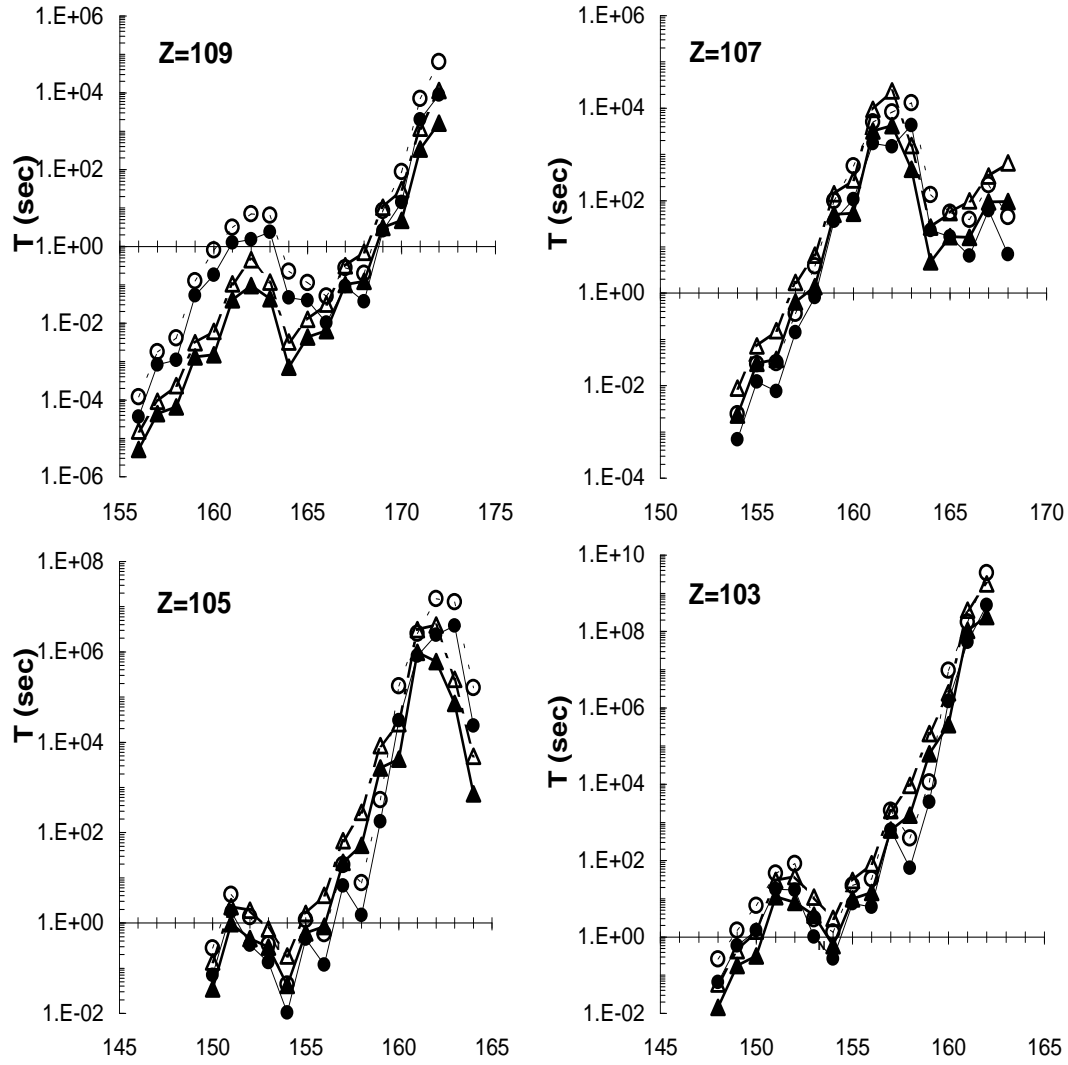 1.E+06
Z=109
1.E+04
1.E+02
1.E+00
1.E-02
1.E-04
1.E-06
T (sec)
155 160 165 170 175
1.E+06
Z=107
1.E+04
1.E+02
1.E+00
1.E-02
1.E-04
T (sec)
150 155 160 165 170
1.E+08
Z=105
1.E+06
1.E+04
1.E+02
1.E+00
1.E-02
T (sec)
145 150 155 160 165
1.E+10
Z=103
1.E+08
1.E+06
1.E+04
1.E+02
1.E+00
1.E-02
T (sec)
N
145 150 155 160 165